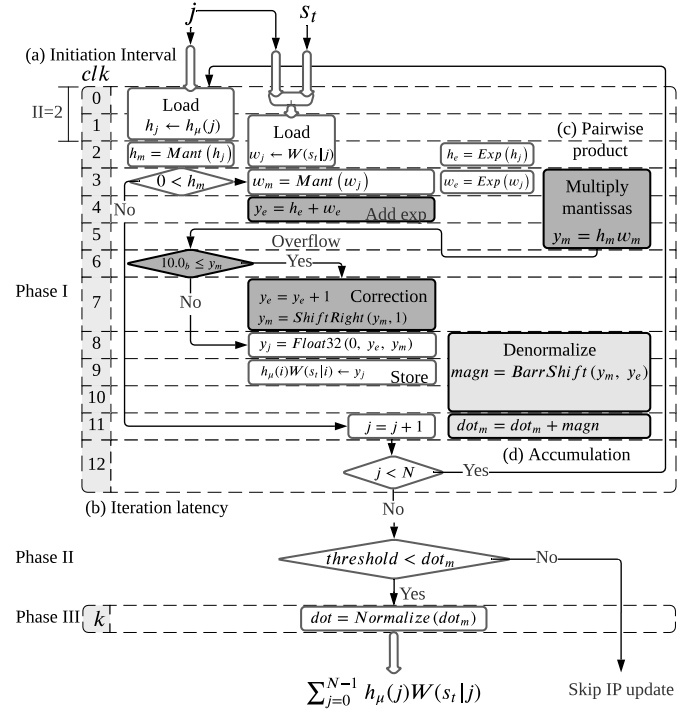 j s_t
(a) Initiation Interval
clk
0
II=2
Load
h_j ← h_μ(j)
1
Load
w_j ← W(s_t|j)
(c) Pairwise
product
2
h_m = Mant(h_j)
h_e = Exp(h_j)
3
0 < h_m
w_m = Mant(w_j)
w_e = Exp(w_j)
Multiply
mantissas
y_m = h_m w_m
No
4
y_e = h_e + w_e
Add exp
5
Overflow
6
10.0_b ≤ y_m
Yes
Phase I
No
7
y_e = y_e + 1 Correction
y_m = ShiftRight(y_m, 1)
8
y_j = Float32(0, y_e, y_m)
Denormalize
magn = BarrShift(y_m, y_e)
9
h_μ(i)W(s_t|i) ← y_j
Store
10
11
j = j + 1
dot_m = dot_m + magn
(d) Accumulation
12
j < N
Yes
(b) Iteration latency
No
Phase II
threshold < dot_m
No
Yes
Phase III
k
dot = Normalize(dot_m)
∑_{j=0}^{N−1} h_μ(j)W(s_t|j)
Skip IP update